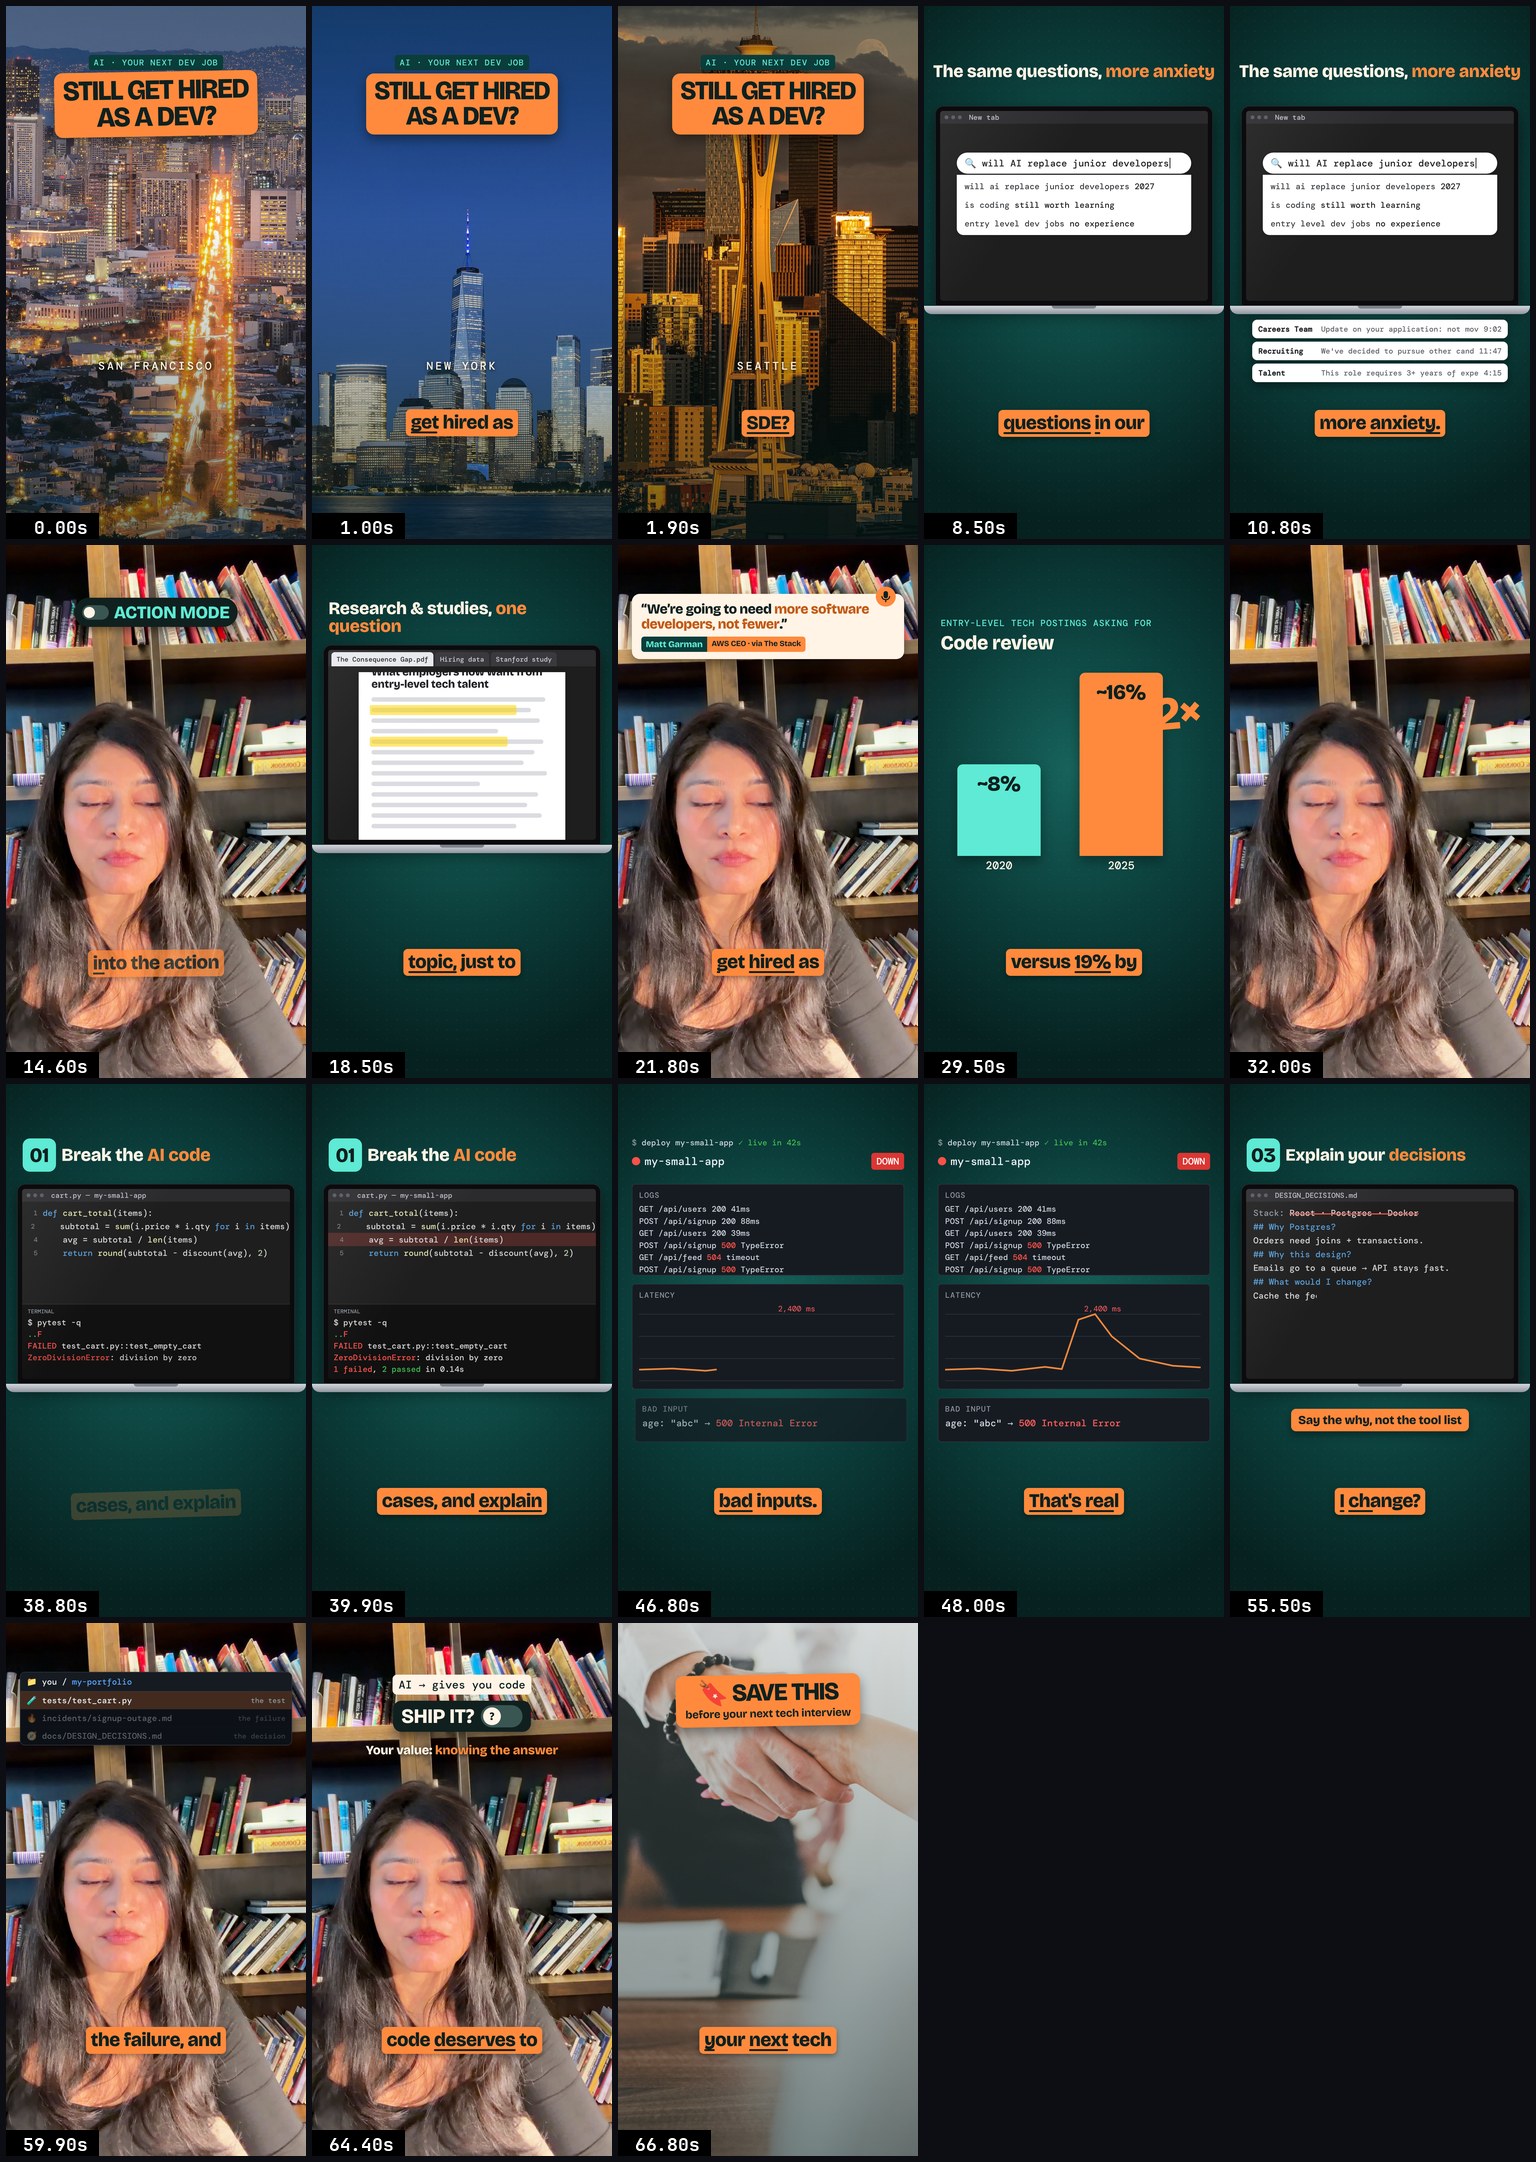 AI · YOUR NEXT DEV JOB
STILL GET HIRED
AS A DEV?
SAN FRANCISCO
0.00s
AI · YOUR NEXT DEV JOB
STILL GET HIRED
AS A DEV?
NEW YORK
get hired as
1.00s
AI · YOUR NEXT DEV JOB
STILL GET HIRED
AS A DEV?
SEATTLE
SDE?
1.90s
The same questions, more anxiety
New tab
will AI replace junior developers
will ai replace junior developers 2027
is coding still worth learning
entry level dev jobs no experience
questions in our
8.50s
The same questions, more anxiety
New tab
will AI replace junior developers
will ai replace junior developers 2027
is coding still worth learning
entry level dev jobs no experience
Careers Team Update on your application: not mov 9:02
Recruiting We've decided to pursue other cand 11:47
Talent This role requires 3+ years of expe 4:15
more anxiety.
10.80s
ACTION MODE
into the action
14.60s
Research & studies, one
question
The Consequence Gap.pdf Hiring data Stanford study
What employers now want from
entry-level tech talent
topic, just to
18.50s
“We're going to need more software
developers, not fewer.”
Matt Garman AWS CEO · via The Stack
get hired as
21.80s
ENTRY-LEVEL TECH POSTINGS ASKING FOR
Code review
~16%
2×
~8%
2020 2025
versus 19% by
29.50s
32.00s
01 Break the AI code
cart.py — my-small-app
1 def cart_total(items):
2 subtotal = sum(i.price * i.qty for i in items)
4 avg = subtotal / len(items)
5 return round(subtotal - discount(avg), 2)
TERMINAL
$ pytest -q
..F
FAILED test_cart.py::test_empty_cart
ZeroDivisionError: division by zero
cases, and explain
38.80s
01 Break the AI code
cart.py — my-small-app
1 def cart_total(items):
2 subtotal = sum(i.price * i.qty for i in items)
4 avg = subtotal / len(items)
5 return round(subtotal - discount(avg), 2)
TERMINAL
$ pytest -q
..F
FAILED test_cart.py::test_empty_cart
ZeroDivisionError: division by zero
1 failed, 2 passed in 0.14s
cases, and explain
39.90s
$ deploy my-small-app ✓ live in 42s
my-small-app DOWN
LOGS
GET /api/users 200 41ms
POST /api/signup 200 88ms
GET /api/users 200 39ms
POST /api/signup 500 TypeError
GET /api/feed 504 timeout
POST /api/signup 500 TypeError
LATENCY
2,400 ms
BAD INPUT
age: "abc" → 500 Internal Error
bad inputs.
46.80s
$ deploy my-small-app ✓ live in 42s
my-small-app DOWN
LOGS
GET /api/users 200 41ms
POST /api/signup 200 88ms
GET /api/users 200 39ms
POST /api/signup 500 TypeError
GET /api/feed 504 timeout
POST /api/signup 500 TypeError
LATENCY
2,400 ms
BAD INPUT
age: "abc" → 500 Internal Error
That's real
48.00s
03 Explain your decisions
DESIGN_DECISIONS.md
Stack: React · Postgres · Docker
## Why Postgres?
Orders need joins + transactions.
## Why this design?
Emails go to a queue → API stays fast.
## What would I change?
Cache the fe
Say the why, not the tool list
I change?
55.50s
you / my-portfolio
tests/test_cart.py the test
incidents/signup-outage.md the failure
docs/DESIGN_DECISIONS.md the decision
the failure, and
59.90s
AI → gives you code
SHIP IT? ?
Your value: knowing the answer
code deserves to
64.40s
SAVE THIS
before your next tech interview
your next tech
66.80s